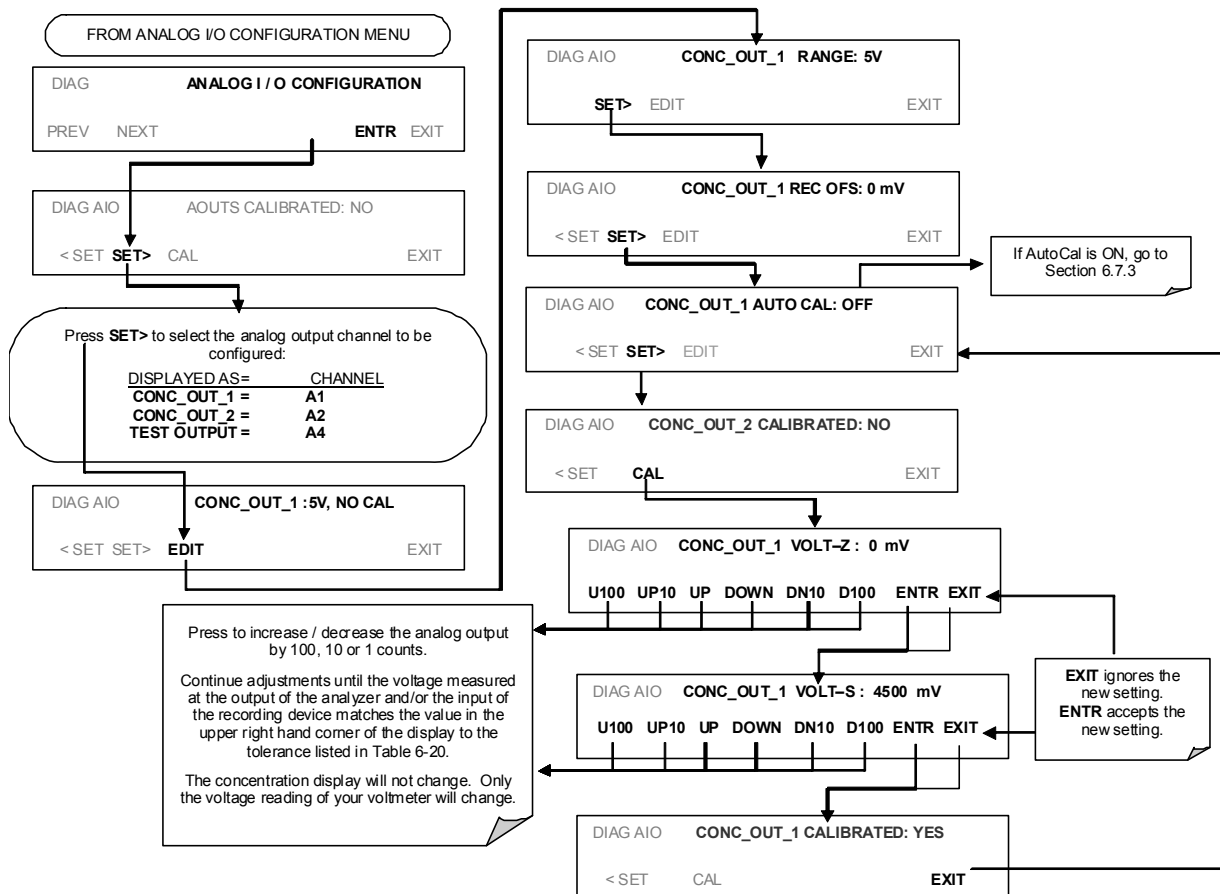 FROM ANALOG I/O CONFIGURATION MENU
DIAG ANALOG I / O CONFIGURATION
PREV NEXT ENTR EXIT
DIAG AIO AOUTS CALIBRATED: NO
< SET SET> CAL EXIT
Press SET> to select the analog output channel to be
configured:
DISPLAYED AS = CHANNEL
CONC_OUT_1 = A1
CONC_OUT_2 = A2
TEST OUTPUT = A4
DIAG AIO CONC_OUT_1 :5V, NO CAL
< SET SET> EDIT EXIT
DIAG AIO CONC_OUT_1 RANGE: 5V
SET> EDIT EXIT
DIAG AIO CONC_OUT_1 REC OFS: 0 mV
< SET SET> EDIT EXIT
If AutoCal is ON, go to
Section 6.7.3
DIAG AIO CONC_OUT_1 AUTO CAL: OFF
< SET SET> EDIT EXIT
DIAG AIO CONC_OUT_2 CALIBRATED: NO
< SET CAL EXIT
DIAG AIO CONC_OUT_1 VOLT–Z : 0 mV
U100 UP10 UP DOWN DN10 D100 ENTR EXIT
Press to increase / decrease the analog output
by 100, 10 or 1 counts.
Continue adjustments until the voltage measured
at the output of the analyzer and/or the input of
the recording device matches the value in the
upper right hand corner of the display to the
tolerance listed in Table 6-20.
The concentration display will not change. Only
the voltage reading of your voltmeter will change.
EXIT ignores the
new setting.
ENTR accepts the
new setting.
DIAG AIO CONC_OUT_1 VOLT–S : 4500 mV
U100 UP10 UP DOWN DN10 D100 ENTR EXIT
DIAG AIO CONC_OUT_1 CALIBRATED: YES
< SET CAL EXIT